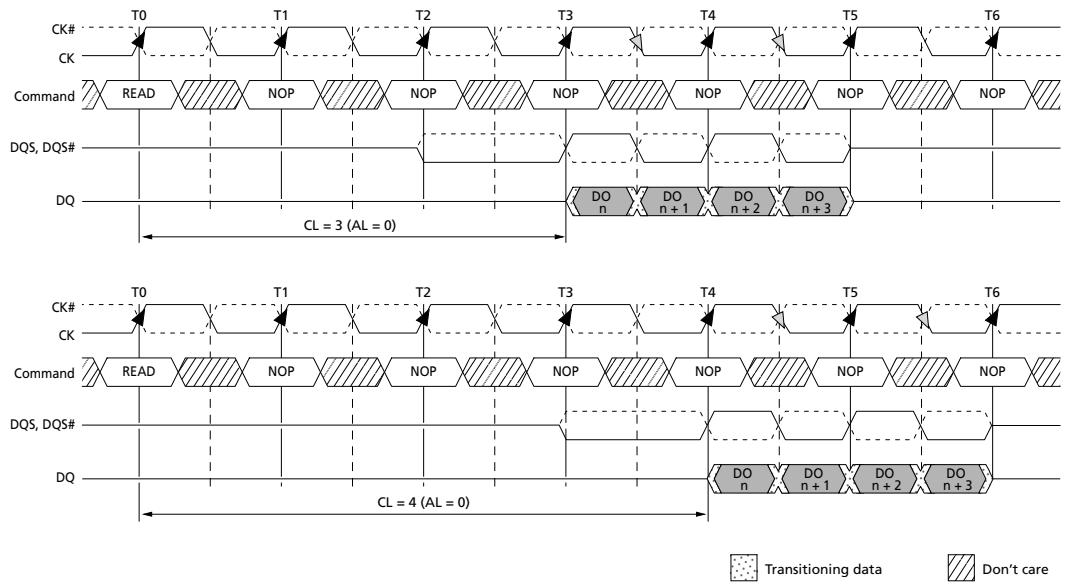 T0 T1 T2 T3 T4 T5 T6
CK#
CK
Command READ NOP NOP NOP NOP NOP NOP
DQS, DQS#
DQ DO n DO n + 1 DO n + 2 DO n + 3
CL = 3 (AL = 0)
T0 T1 T2 T3 T4 T5 T6
CK#
CK
Command READ NOP NOP NOP NOP NOP NOP
DQS, DQS#
DQ DO n DO n + 1 DO n + 2 DO n + 3
CL = 4 (AL = 0)
Transitioning data Don't care